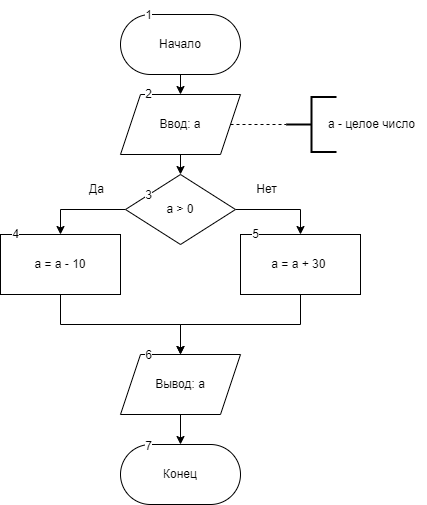 1
Начало
2
Ввод: a
a - целое число
3
a > 0
Да
Нет
4
a = a - 10
5
a = a + 30
6
Вывод: a
7
Конец